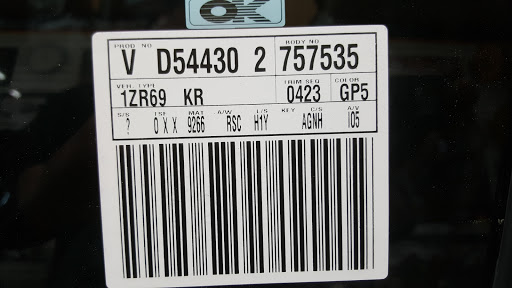 OK
PROD NO BODY NO
V D54430 2 757535
VEH. TYPE TRIM. SEQ COLOR
1ZR69 KR 0423 GP5
S/S TSE MAT A/W L/S KEY C/S A/V
? 0 X X 9266 RSC H1Y AGNH I05